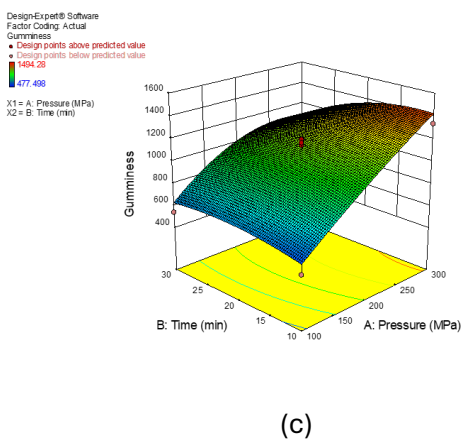 Design-Expert® Software
Factor Coding: Actual
Gumminess
Design points above predicted value
Design points below predicted value
1494.28
477.498
X1 = A: Pressure (MPa)
X2 = B: Time (min)
1600
1400
1200
1000
800
600
400
Gumminess
30
25
20
15
10
100
150
200
250
300
B: Time (min)
A: Pressure (MPa)
(c)